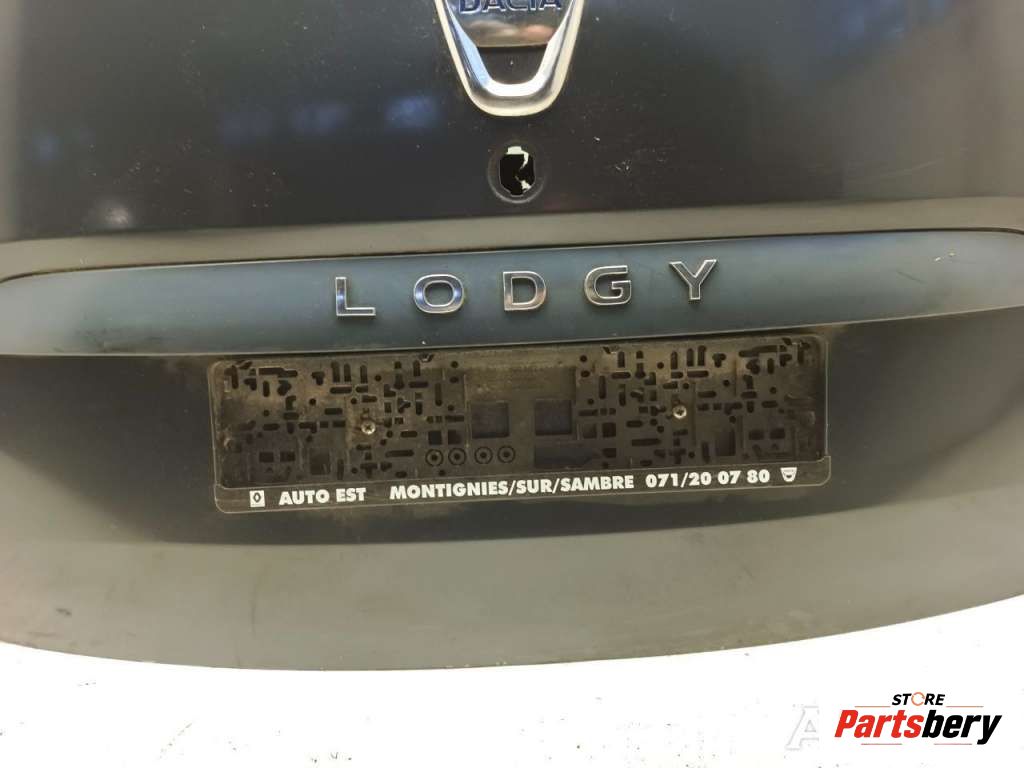 DACIA
LODGY
AUTO EST MONTIGNIES/SUR/SAMBRE 071/20 07 80
STORE
Partsbery